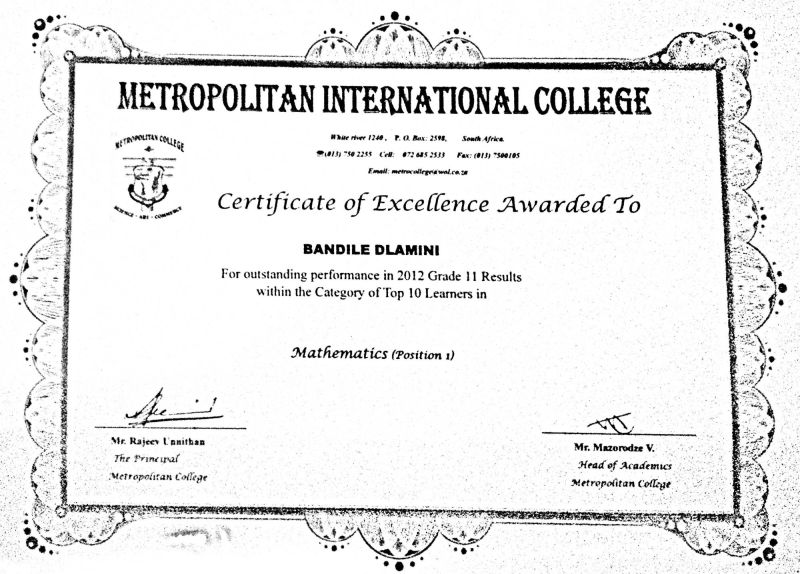 METROPOLITAN INTERNATIONAL COLLEGE
White river 1240 , P. O. Box: 2598, South Africa.
☎(013) 750 2255 Cell: 072 685 2533 Fax: (013) 7500105
Email: metrocollege@wol.co.za
METROPOLITAN COLLEGE
SCIENCE - ART - COMMERCE
Certificate of Excellence Awarded To
BANDILE DLAMINI
For outstanding performance in 2012 Grade 11 Results
within the Category of Top 10 Learners in
Mathematics (Position 1)
Mr. Rajeev Unnithan
The Principal
Metropolitan College
Mr. Mazorodze V.
Head of Academics
Metropolitan College